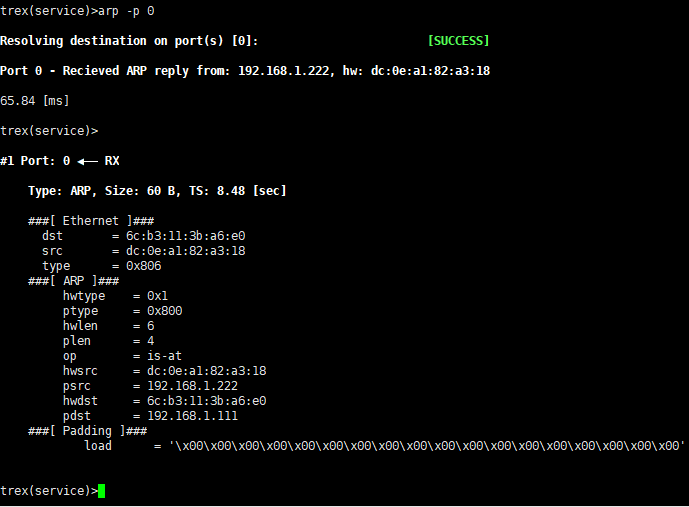 trex(service)>arp -p 0
Resolving destination on port(s) [0]: [SUCCESS]
Port 0 - Recieved ARP reply from: 192.168.1.222, hw: dc:0e:a1:82:a3:18
65.84 [ms]
trex(service)>
#1 Port: 0 ◀── RX
Type: ARP, Size: 60 B, TS: 8.48 [sec]
###[ Ethernet ]###
dst = 6c:b3:11:3b:a6:e0
src = dc:0e:a1:82:a3:18
type = 0x806
###[ ARP ]###
hwtype = 0x1
ptype = 0x800
hwlen = 6
plen = 4
op = is-at
hwsrc = dc:0e:a1:82:a3:18
psrc = 192.168.1.222
hwdst = 6c:b3:11:3b:a6:e0
pdst = 192.168.1.111
###[ Padding ]###
load = '\x00\x00\x00\x00\x00\x00\x00\x00\x00\x00\x00\x00\x00\x00\x00\x00\x00\x00'
trex(service)>